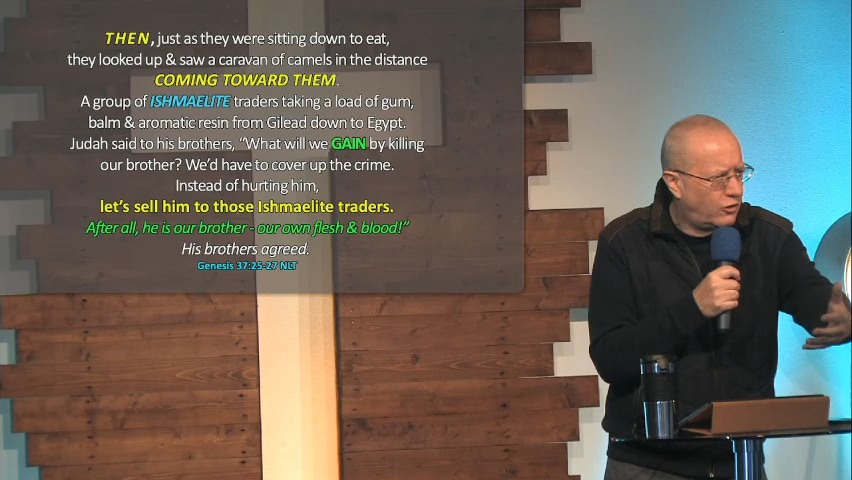 THEN, just as they were sitting down to eat,
they looked up & saw a caravan of camels in the distance
COMING TOWARD THEM.
A group of ISHMAELITE traders taking a load of gum,
balm & aromatic resin from Gilead down to Egypt.
Judah said to his brothers, “What will we GAIN by killing
our brother? We’d have to cover up the crime.
Instead of hurting him,
let’s sell him to those Ishmaelite traders.
After all, he is our brother - our own flesh & blood!”
His brothers agreed.
Genesis 37:25-27 NLT